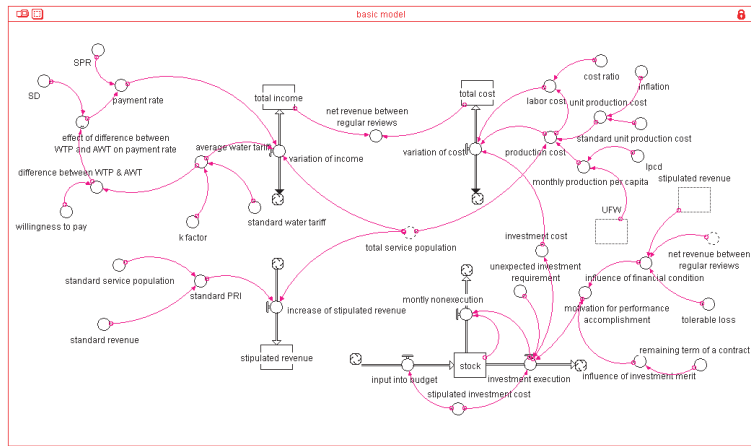 basic model
SPR
SD
payment rate
effect of difference between
WTP and AWT on payment rate
difference between WTP & AWT
willingness to pay
average water tariff
k factor
standard water tariff
total income
variation of income
net revenue between
regular reviews
total cost
variation of cost
cost ratio
labor cost
inflation
unit production cost
standard unit production cost
production cost
lpcd
monthly production per capita
UFW
stipulated revenue
total service population
net revenue between
regular reviews
influence of financial condition
tolerable loss
investment cost
unexpected investment
requirement
motivation for performance
accomplishment
standard service population
standard PRI
standard revenue
increase of stipulated revenue
stipulated revenue
montly nonexecution
input into budget
stock
investment execution
stipulated investment cost
remaining term of a contract
influence of investment merit